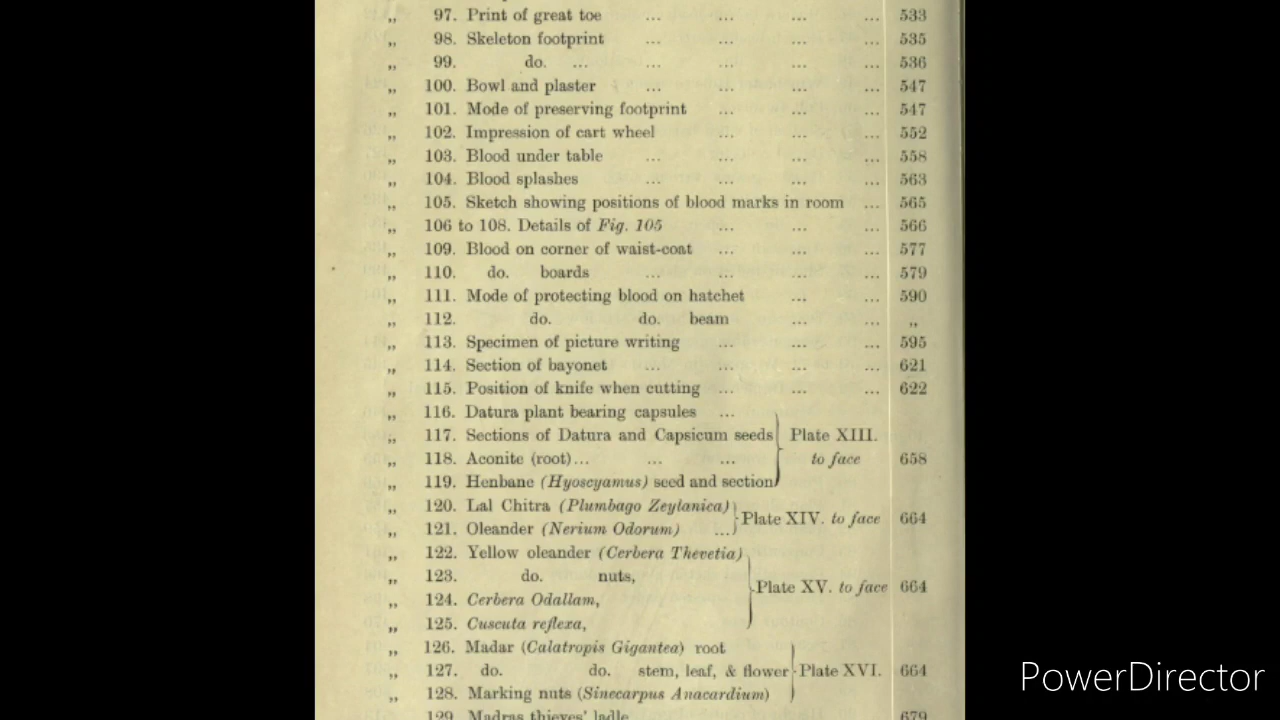 „ 97. Print of great toe ... ... ... ... 533
„ 98. Skeleton footprint ... ... ... ... 535
„ 99. do. ... ... ... ... ... 536
„ 100. Bowl and plaster ... ... ... ... 547
„ 101. Mode of preserving footprint ... ... ... 547
„ 102. Impression of cart wheel ... ... ... 552
„ 103. Blood under table ... ... ... ... 558
„ 104. Blood splashes ... ... ... ... 563
„ 105. Sketch showing positions of blood marks in room ... 565
„ 106 to 108. Details of Fig. 105 ... ... ... 566
„ 109. Blood on corner of waist-coat ... ... ... 577
„ 110. do. boards ... ... ... ... 579
„ 111. Mode of protecting blood on hatchet ... ... 590
„ 112. do. do. beam ... ... „
„ 113. Specimen of picture writing ... ... ... 595
„ 114. Section of bayonet ... ... ... ... 621
„ 115. Position of knife when cutting ... ... ... 622
„ 116. Datura plant bearing capsules ...
„ 117. Sections of Datura and Capsicum seeds Plate XIII.
„ 118. Aconite (root)... ... ... to face 658
„ 119. Henbane (Hyoscyamus) seed and section
„ 120. Lal Chitra (Plumbago Zeylanica) Plate XIV. to face 664
„ 121. Oleander (Nerium Odorum) ...
„ 122. Yellow oleander (Cerbera Thevetia)
„ 123. do. nuts, Plate XV. to face 664
„ 124. Cerbera Odallam,
„ 125. Cuscuta reflexa,
„ 126. Madar (Calatropis Gigantea) root
„ 127. do. do. stem, leaf, & flower Plate XVI. 664
„ 128. Marking nuts (Sinecarpus Anacardium)
129. Madras thieves' ladle 679
PowerDirector